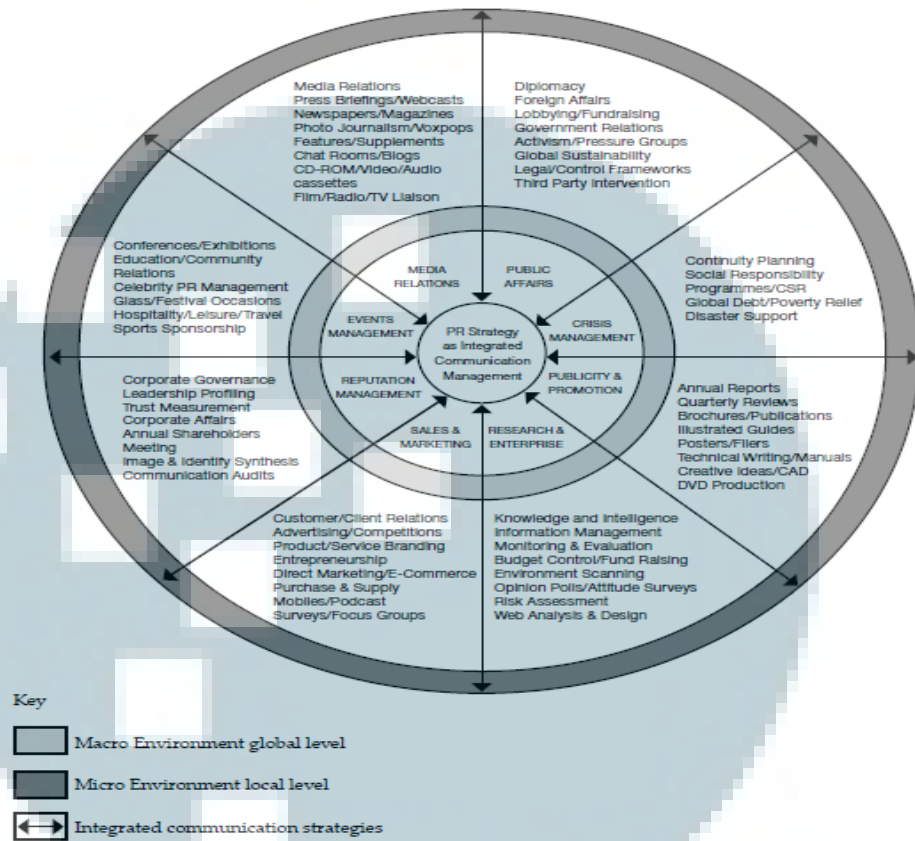 Media Relations
Press Briefings/Webcasts
Newspapers/Magazines
Photo Journalism/Voxpops
Features/Supplements
Chat Rooms/Blogs
CD-ROM/Video/Audio
cassettes
Film/Radio/TV Liaison
Diplomacy
Foreign Affairs
Lobbying/Fundraising
Government Relations
Activism/Pressure Groups
Global Sustainability
Legal/Control Frameworks
Third Party Intervention
Conferences/Exhibitions
Education/Community
Relations
Celebrity PR Management
Glass/Festival Occasions
Hospitality/Leisure/Travel
Sports Sponsorship
Continuity Planning
Social Responsibility
Programmes/CSR
Global Debt/Poverty Relief
Disaster Support
MEDIA
RELATIONS
PUBLIC
AFFAIRS
EVENTS
MANAGEMENT
CRISIS
MANAGEMENT
PR Strategy
as Integrated
Communication
Management
REPUTATION
MANAGEMENT
PUBLICITY &
PROMOTION
SALES &
MARKETING
RESEARCH &
ENTERPRISE
Corporate Governance
Leadership Profiling
Trust Measurement
Corporate Affairs
Annual Shareholders
Meeting
Image & Identify Synthesis
Communication Audits
Annual Reports
Quarterly Reviews
Brochures/Publications
Illustrated Guides
Posters/Fliers
Technical Writing/Manuals
Creative Ideas/CAD
DVD Production
Customer/Client Relations
Advertising/Competitions
Product/Service Branding
Entrepreneurship
Direct Marketing/E-Commerce
Purchase & Supply
Mobiles/Podcast
Surveys/Focus Groups
Knowledge and Intelligence
Information Management
Monitoring & Evaluation
Budget Control/Fund Raising
Environment Scanning
Opinion Polls/Attitude Surveys
Risk Assessment
Web Analysis & Design
Key
Macro Environment global level
Micro Environment local level
Integrated communication strategies